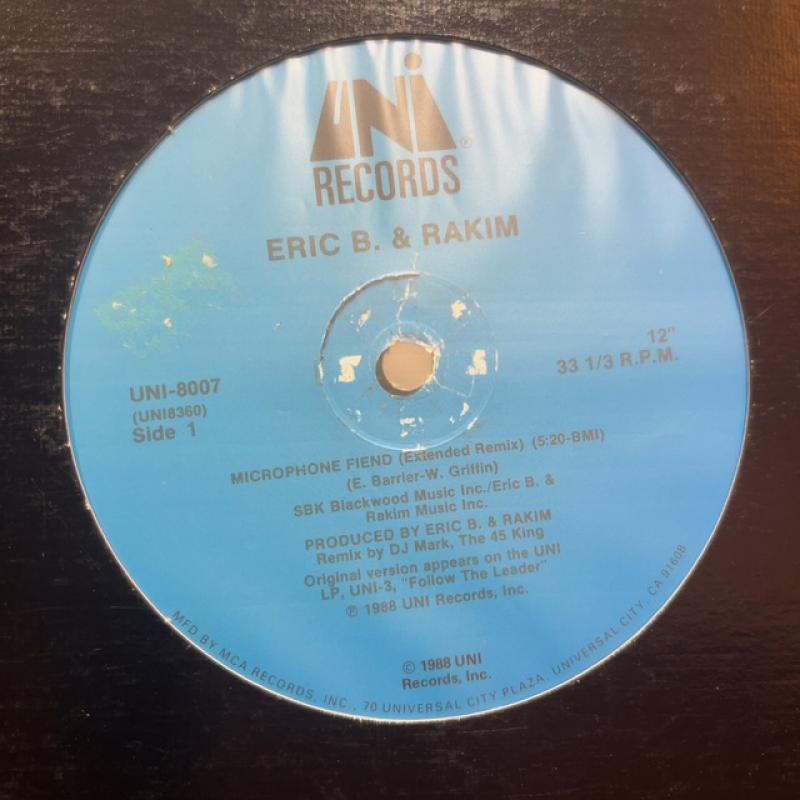 UNi
®
RECORDS
ERIC B. & RAKIM
12"
33 1/3 R.P.M.
UNI-8007
(UNI8360)
Side 1
MICROPHONE FIEND (Extended Remix) (5:20-BMI)
(E. Barrier-W. Griffin)
SBK Blackwood Music Inc./Eric B. &
Rakim Music Inc.
PRODUCED BY ERIC B. & RAKIM
Remix by DJ Mark, The 45 King
Original version appears on the UNI
LP, UNI-3, "Follow The Leader"
℗ 1988 UNI Records, Inc.
© 1988 UNI
Records, Inc.
MFD BY MCA RECORDS, INC. 70 UNIVERSAL CITY PLAZA, UNIVERSAL CITY, CA 91608